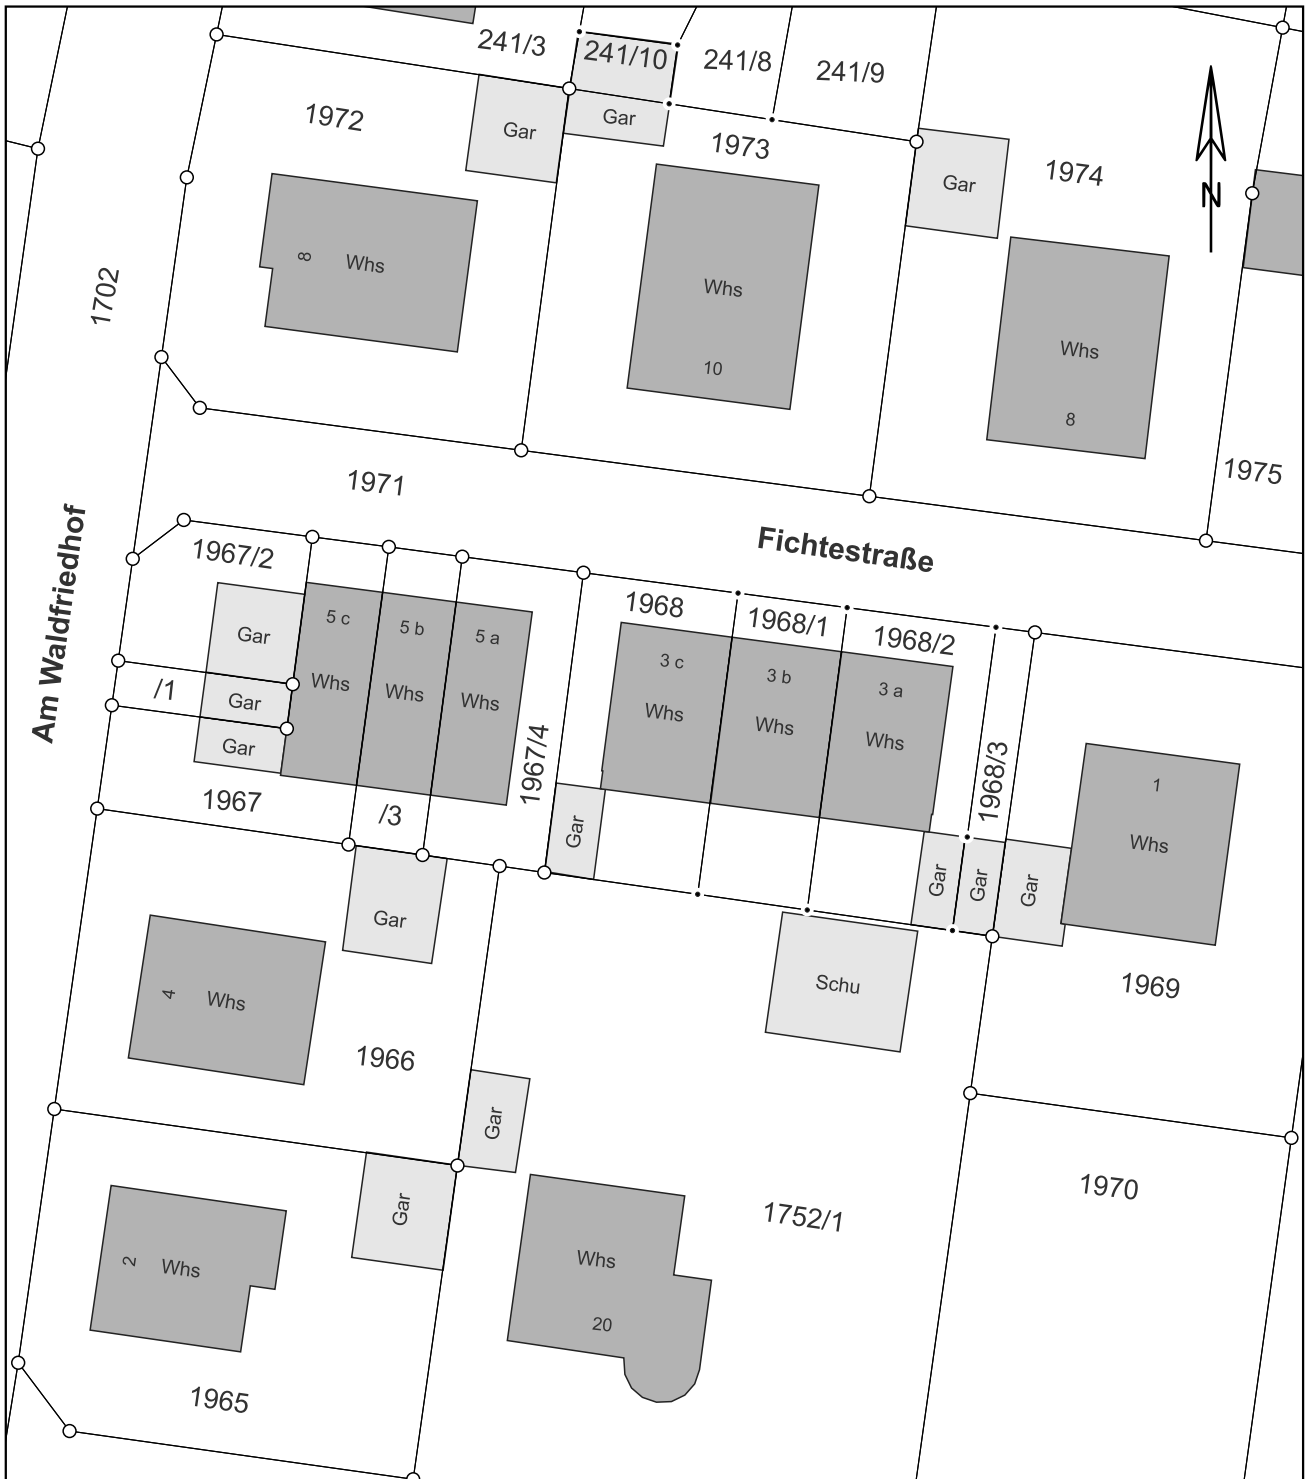 241/3
241/10
241/8
241/9
1972
Gar
Gar
1973
Gar
1974
N
8
Whs
Whs
10
Whs
8
1702
1971
1975
Fichtestraße
Am Waldfriedhof
1967/2
5 c
5 b
5 a
Gar
Whs
Whs
Whs
/1
Gar
Gar
1967
/3
1967/4
1968
1968/1
1968/2
3 c
3 b
3 a
Whs
Whs
Whs
1968/3
1
Whs
Gar
Gar
Gar
Gar
Gar
Schu
1969
4
Whs
1966
Gar
Gar
1970
1752/1
2
Whs
Whs
20
1965